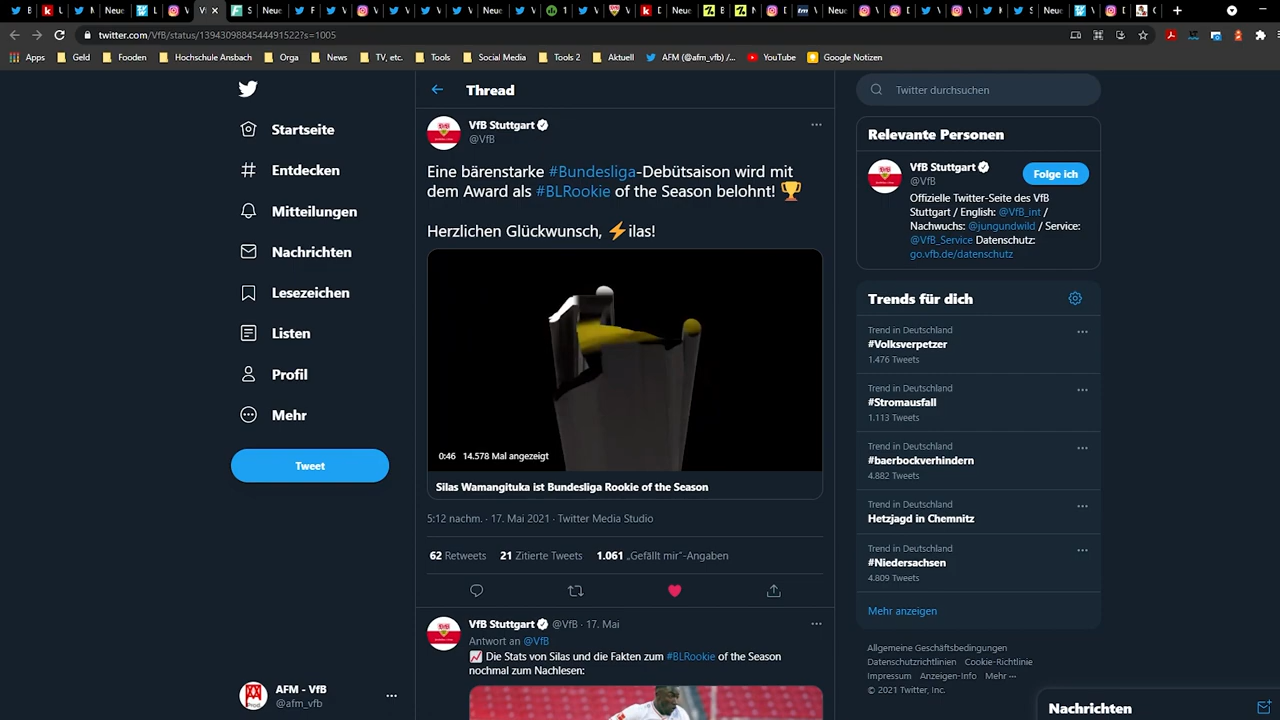 Neue
Neue
Neue
Neue
Neue
Neue
Neue
twitter.com/VfB/status/1394309884544491522?s=1005
Apps
Geld
Fooden
Hochschule Ansbach
Orga
News
TV, etc.
Tools
Social Media
Tools 2
Aktuell
AFM (@afm_vfb) /...
YouTube
Google Notizen
Startseite
Entdecken
Mitteilungen
Nachrichten
Lesezeichen
Listen
Profil
Mehr
Tweet
AFM - VfB
@afm_vfb
Thread
VfB Stuttgart
@VfB
Eine bärenstarke #Bundesliga-Debütsaison wird mit
dem Award als #BLRookie of the Season belohnt! 🏆
Herzlichen Glückwunsch, ⚡ilas!
0:46 14.578 Mal angezeigt
Silas Wamangituka ist Bundesliga Rookie of the Season
5:12 nachm. · 17. Mai 2021 · Twitter Media Studio
62 Retweets 21 Zitierte Tweets 1.061 „Gefällt mir“-Angaben
VfB Stuttgart @VfB · 17. Mai
Antwort an @VfB
📈 Die Stats von Silas und die Fakten zum #BLRookie of the Season
nochmal zum Nachlesen:
Twitter durchsuchen
Relevante Personen
VfB Stuttgart
@VfB
Folge ich
Offizielle Twitter-Seite des VfB
Stuttgart / English: @VfB_int /
Nachwuchs: @jungundwild / Service:
@VfB_Service Datenschutz:
go.vfb.de/datenschutz
Trends für dich
Trend in Deutschland
#Volksverpetzer
1.476 Tweets
Trend in Deutschland
#Stromausfall
1.113 Tweets
Trend in Deutschland
#baerbockverhindern
4.882 Tweets
Trend in Deutschland
Hetzjagd in Chemnitz
Trend in Deutschland
#Niedersachsen
4.809 Tweets
Mehr anzeigen
Allgemeine Geschäftsbedingungen
Datenschutzrichtlinien Cookie-Richtlinie
Impressum Anzeigen-Info Mehr ···
© 2021 Twitter, Inc.
Nachrichten